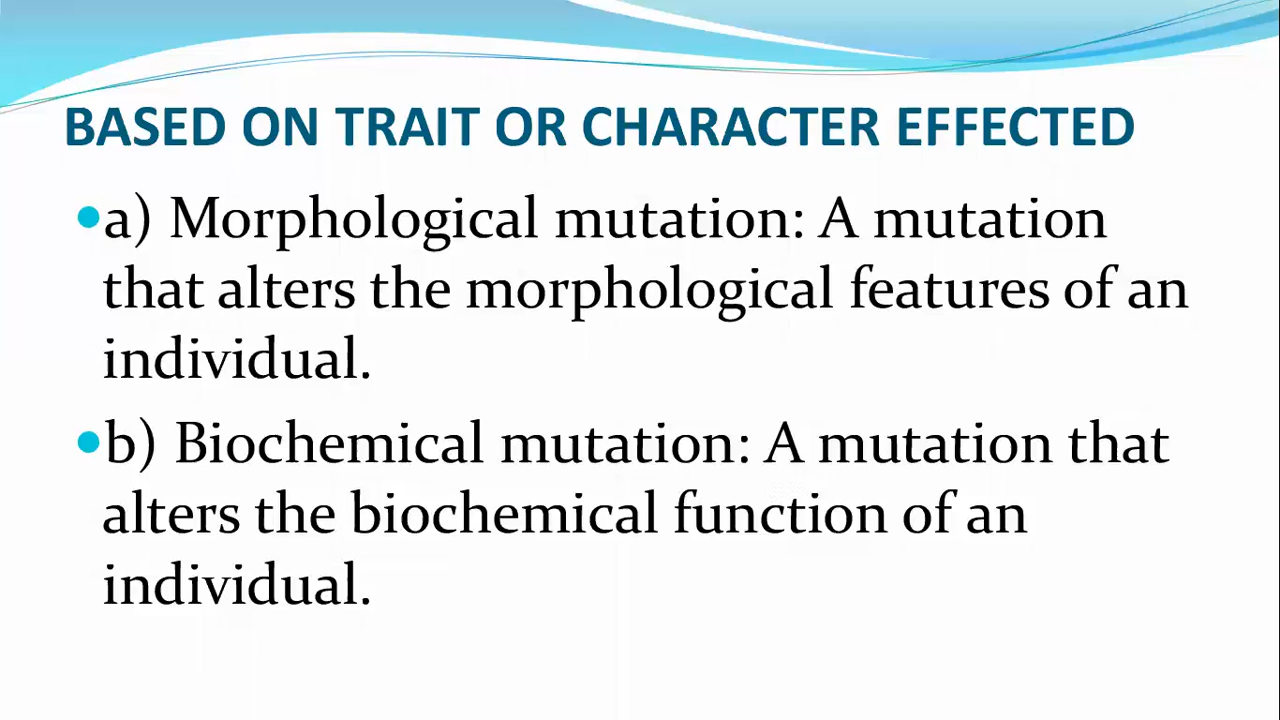 BASED ON TRAIT OR CHARACTER EFFECTED
a) Morphological mutation: A mutation
that alters the morphological features of an
individual.
b) Biochemical mutation: A mutation that
alters the biochemical function of an
individual.